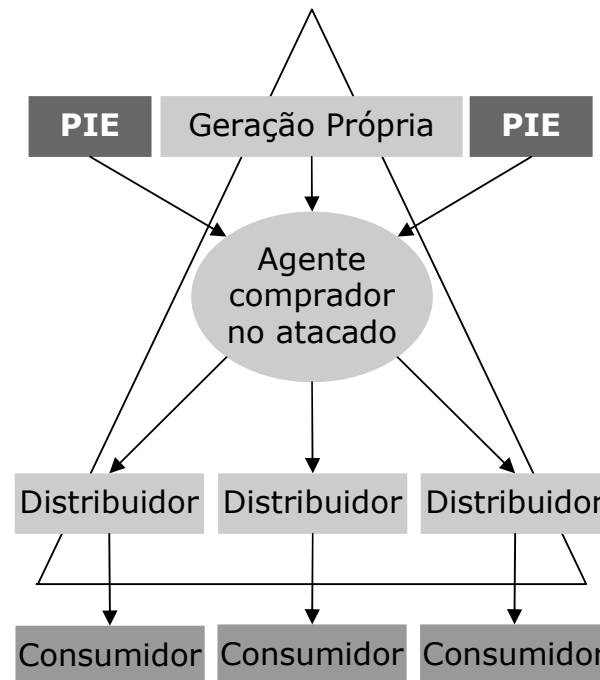 PIE
Geração Própria
PIE
Agente
comprador
no atacado
Distribuidor
Distribuidor
Distribuidor
Consumidor
Consumidor
Consumidor